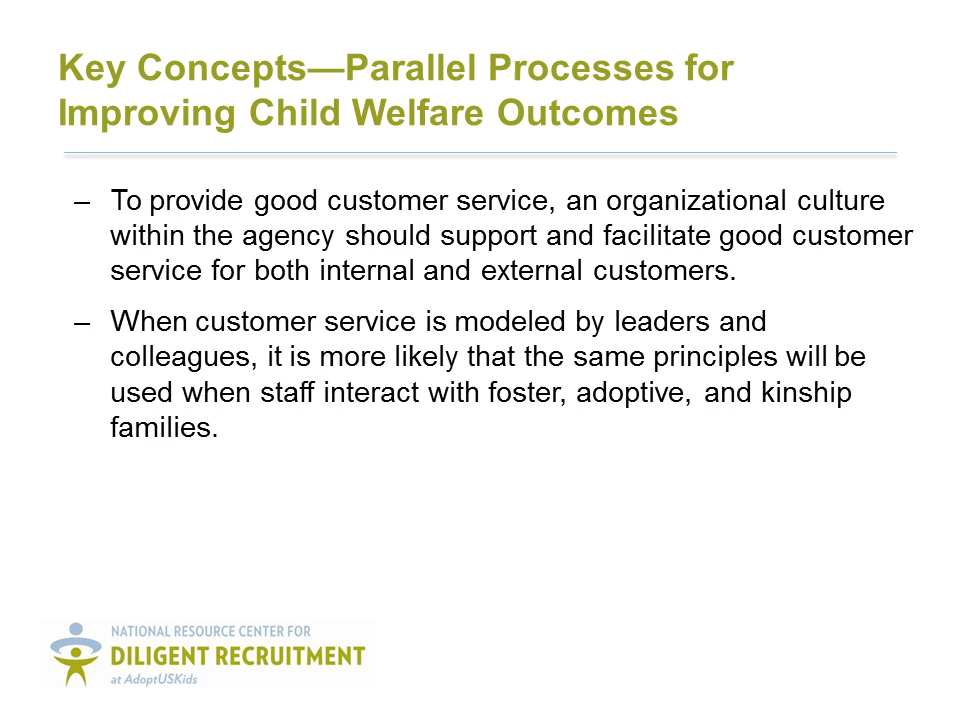 Key Concepts—Parallel Processes for
Improving Child Welfare Outcomes
– To provide good customer service, an organizational culture
within the agency should support and facilitate good customer
service for both internal and external customers.
– When customer service is modeled by leaders and
colleagues, it is more likely that the same principles will be
used when staff interact with foster, adoptive, and kinship
families.
NATIONAL RESOURCE CENTER FOR
DILIGENT RECRUITMENT
at AdoptUSKids